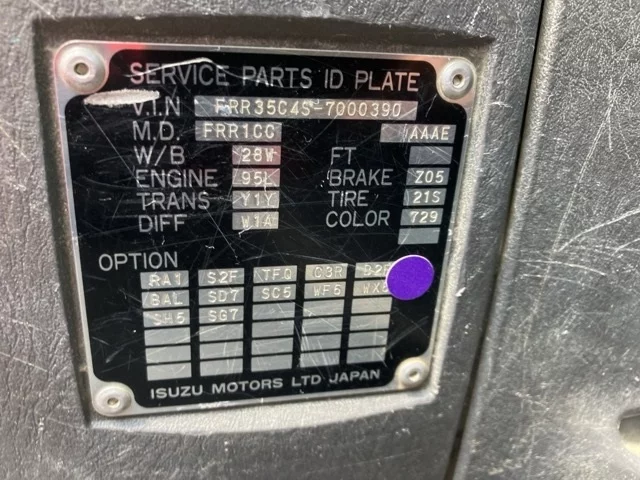 SERVICE PARTS ID PLATE
V.I.N FRR35C4S-7000390
M.D. FRR1CC AAAE
W/B 28W FT
ENGINE 95L BRAKE Z05
TRANS Y1Y TIRE 21S
DIFF W1A COLOR 729
OPTION
RA1 S2F C3R
BAL SD7 SC5 WF5
SH5 SG7
ISUZU MOTORS LTD JAPAN